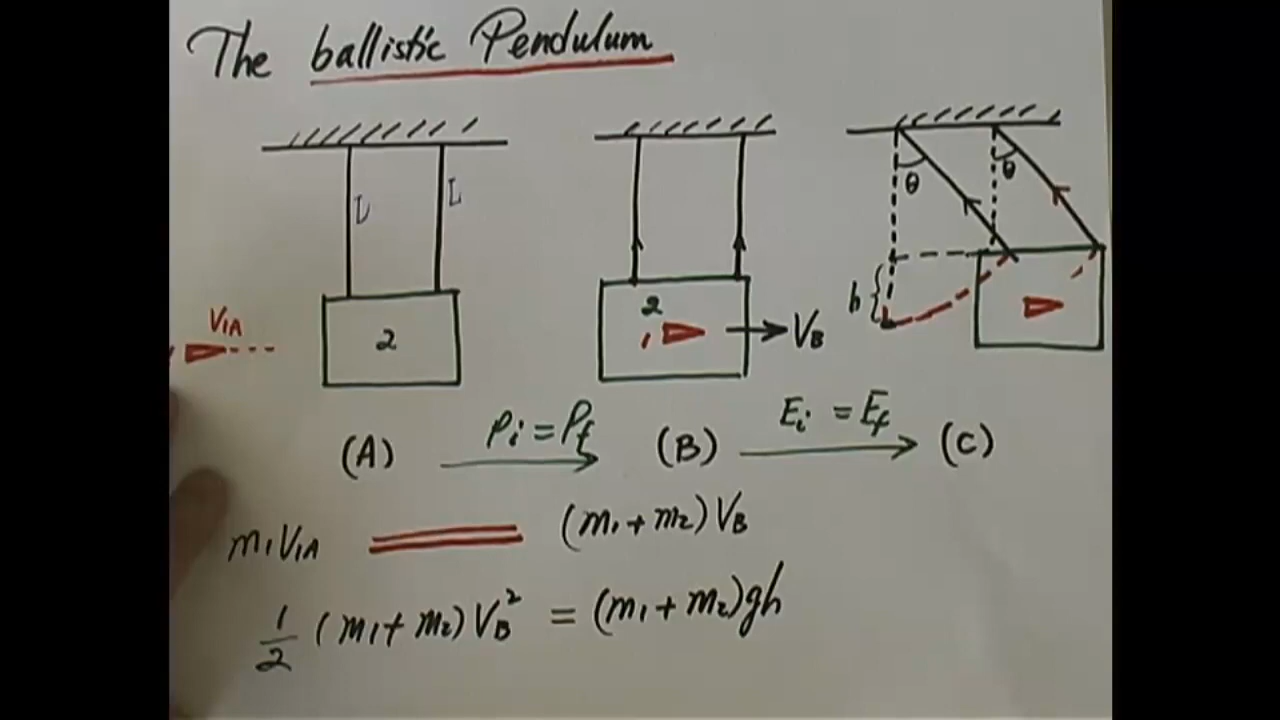 The ballistic Pendulum
L L
θ θ
V1A
2
2
1
VB
h
(A) Pi = Pf (B) Ei = Ef (C)
m1V1A = (m1 + m2) VB
1/2 (m1 + m2) VB² = (m1 + m2)gh